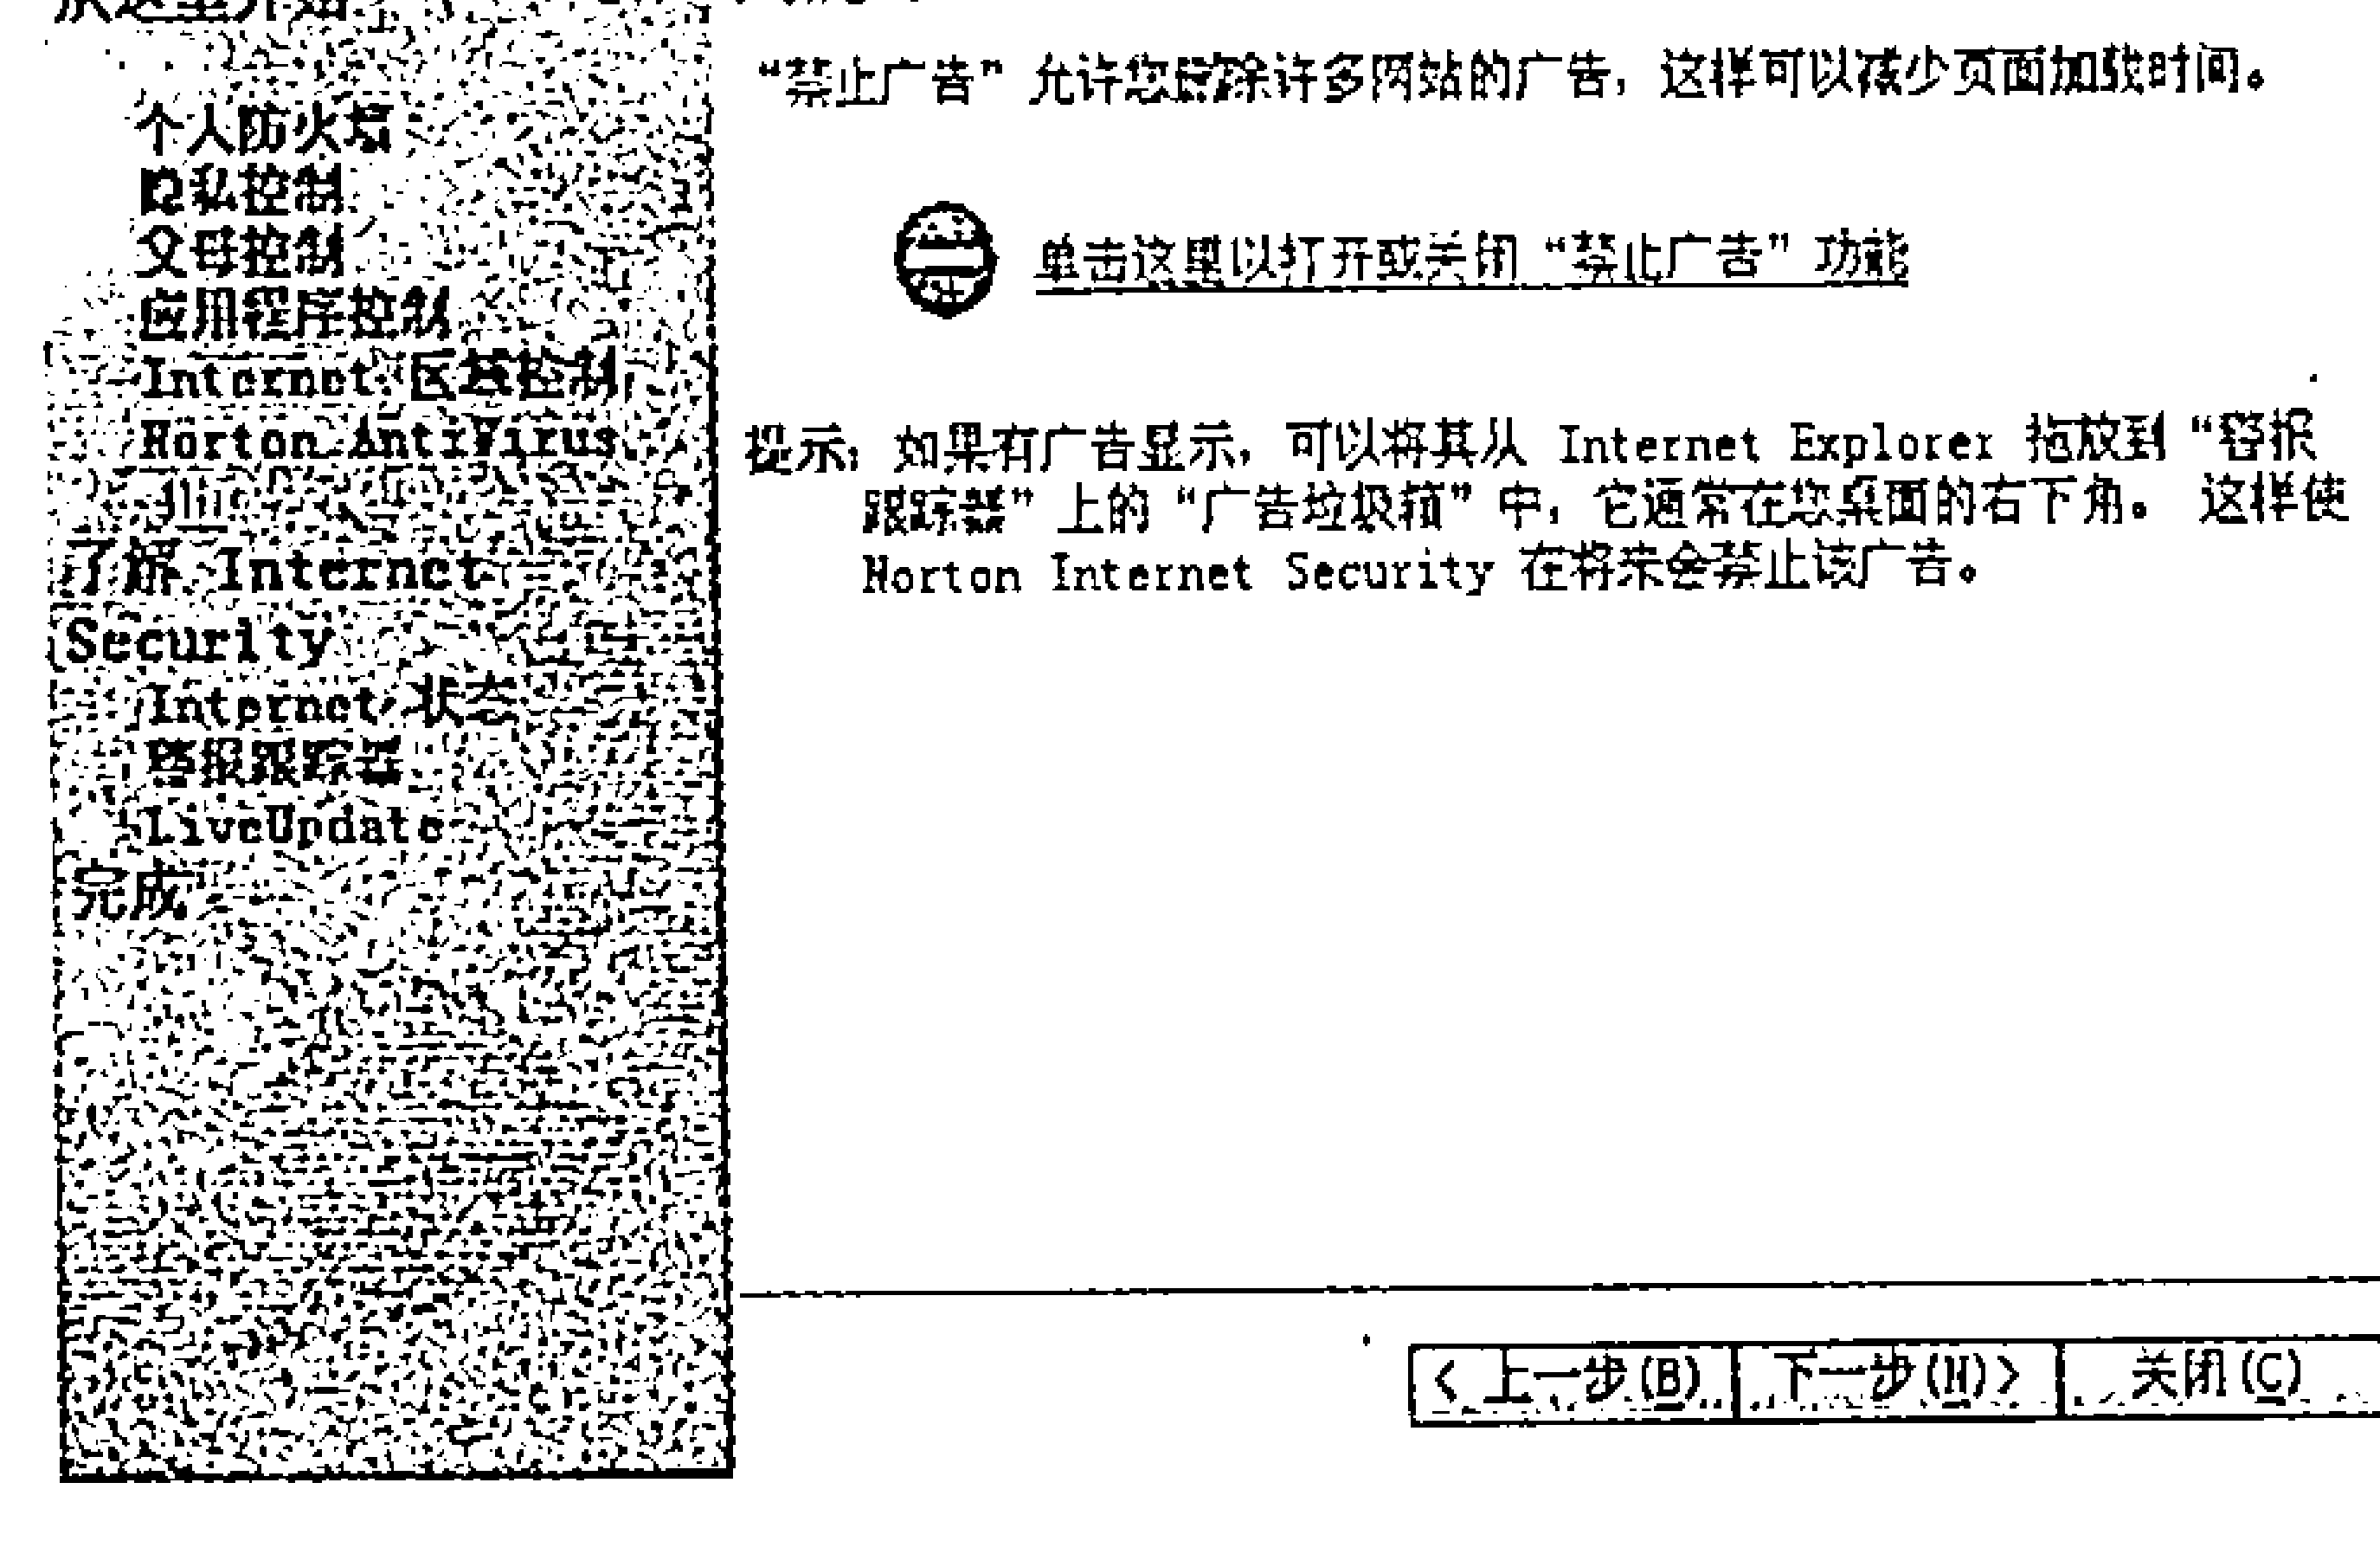 从这里开始
个人防火墙
隐私控制
父母控制
应用程序控制
Internet 区域控制
Norton AntiVirus
了解 Internet
Security
Internet 状态
警报跟踪器
LiveUpdate
完成
“禁止广告” 允许您删除许多网站的广告，这样可以减少页面加载时间。
单击这里以打开或关闭 “禁止广告” 功能
提示：如果有广告显示，可以将其从 Internet Explorer 拖放到 “警报
跟踪器” 上的 “广告垃圾箱” 中，它通常在您桌面的右下角。 这样使
Norton Internet Security 在将来会禁止该广告。
< 上一步(B) 下一步(N)> 关闭(C)